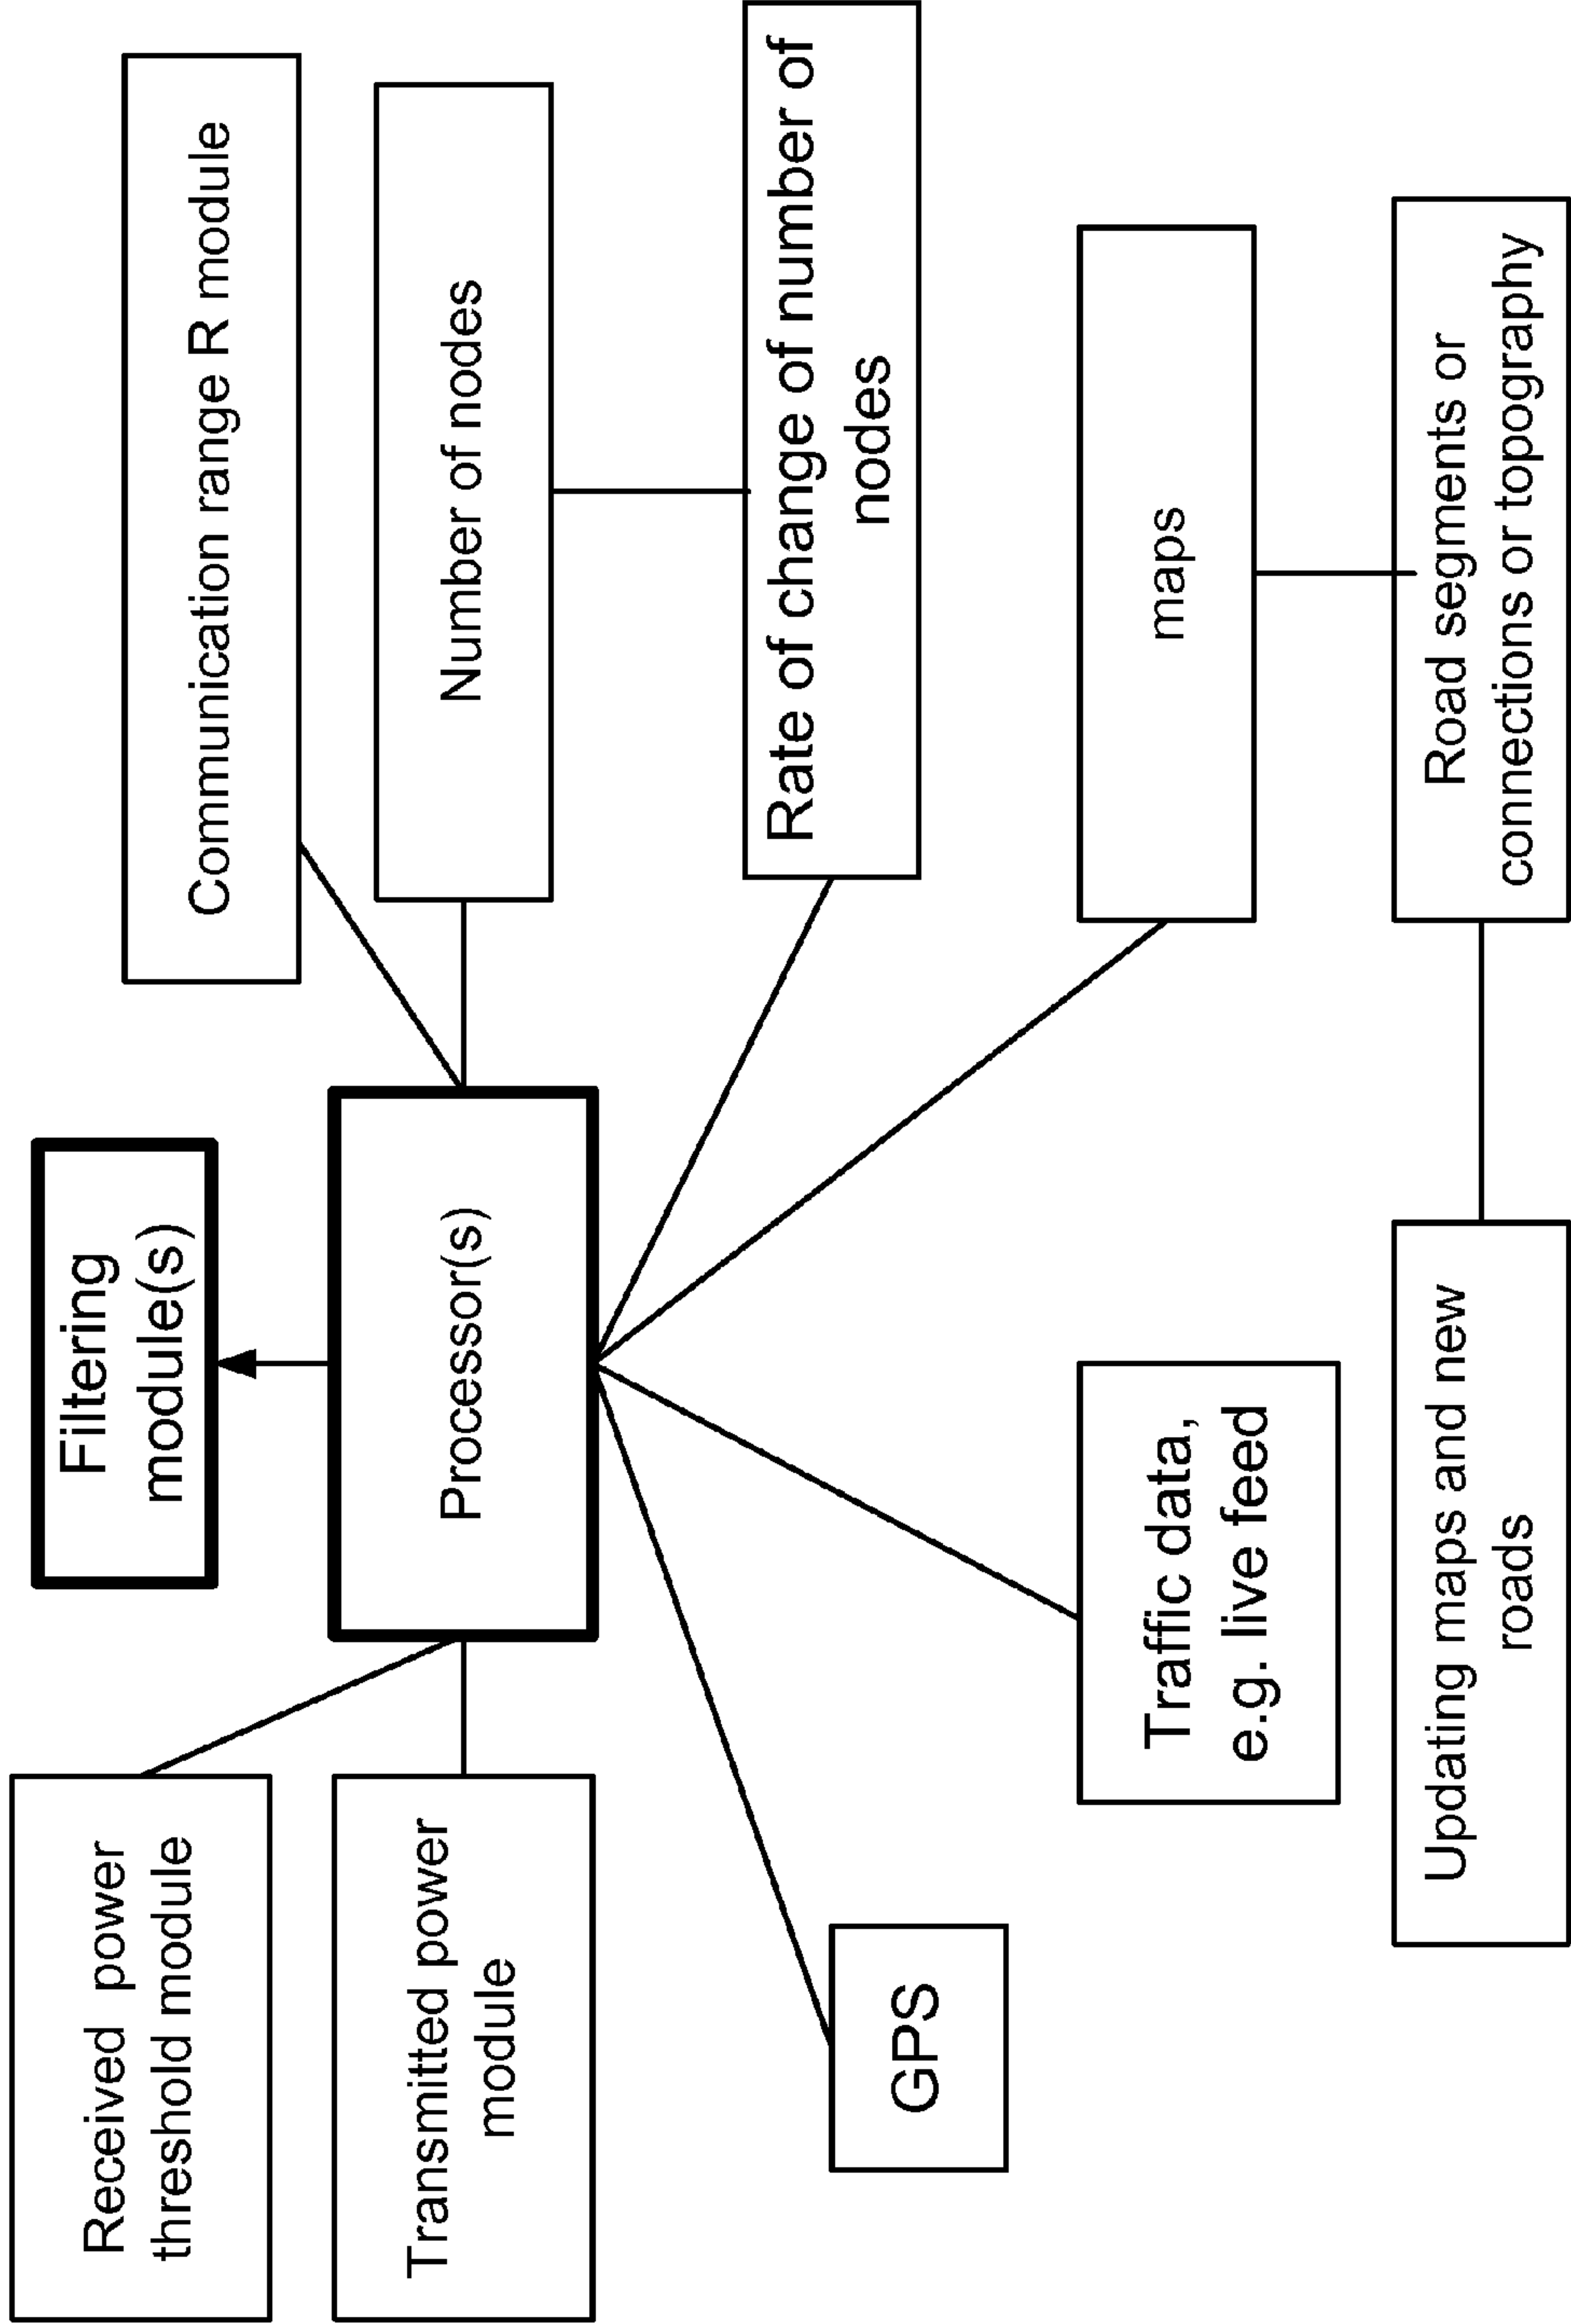 Filtering
module(s)
Received power
threshold module
Communication range R module
Transmitted power
module
Processor(s)
Number of nodes
GPS
Rate of change of number of
nodes
Traffic data,
e.g. live feed
maps
Updating maps and new
roads
Road segments or
connections or topography